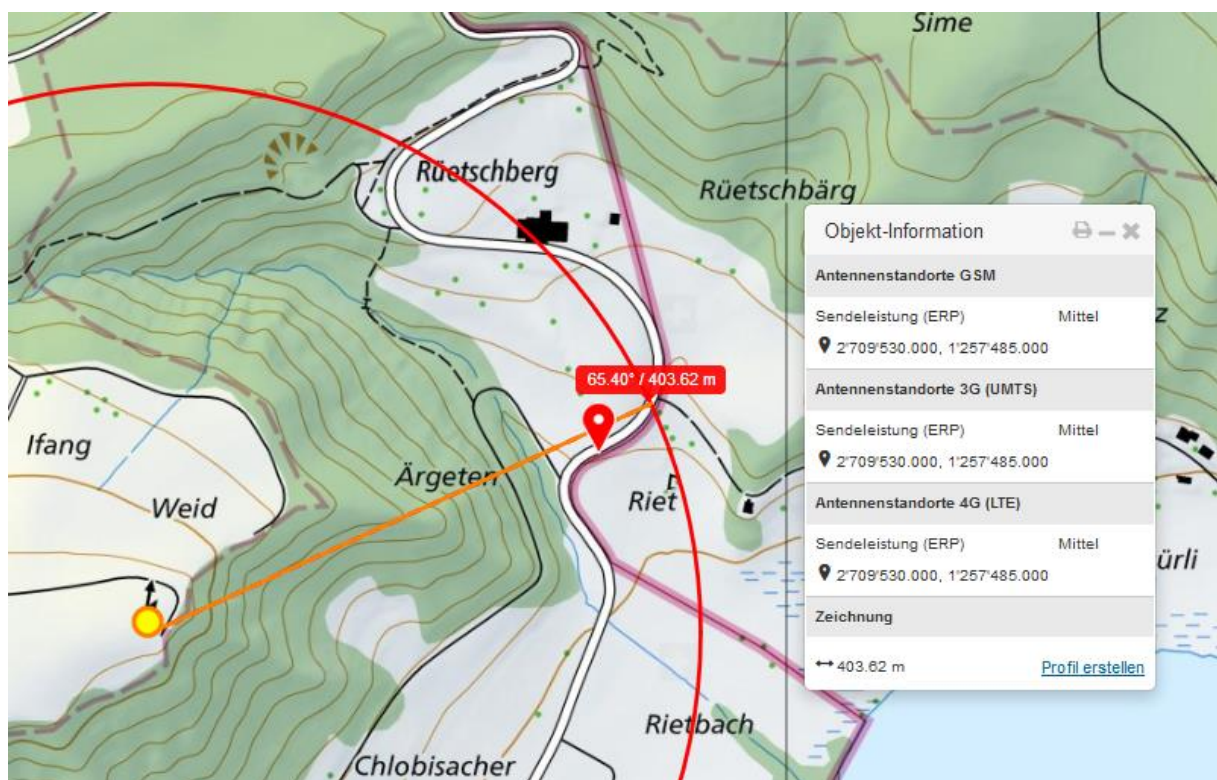 Sime
Rüetschberg
Rüetschbärg
65.40° / 403.62 m
Ifang
Weid
Ärgeten
Riet
Rietbach
Chlobisacher
Objekt-Information
Antennenstandorte GSM
Sendeleistung (ERP) Mittel
2'709'530.000, 1'257'485.000
Antennenstandorte 3G (UMTS)
Sendeleistung (ERP) Mittel
2'709'530.000, 1'257'485.000
Antennenstandorte 4G (LTE)
Sendeleistung (ERP) Mittel
2'709'530.000, 1'257'485.000
Zeichnung
403.62 m Profil erstellen
z
ürli